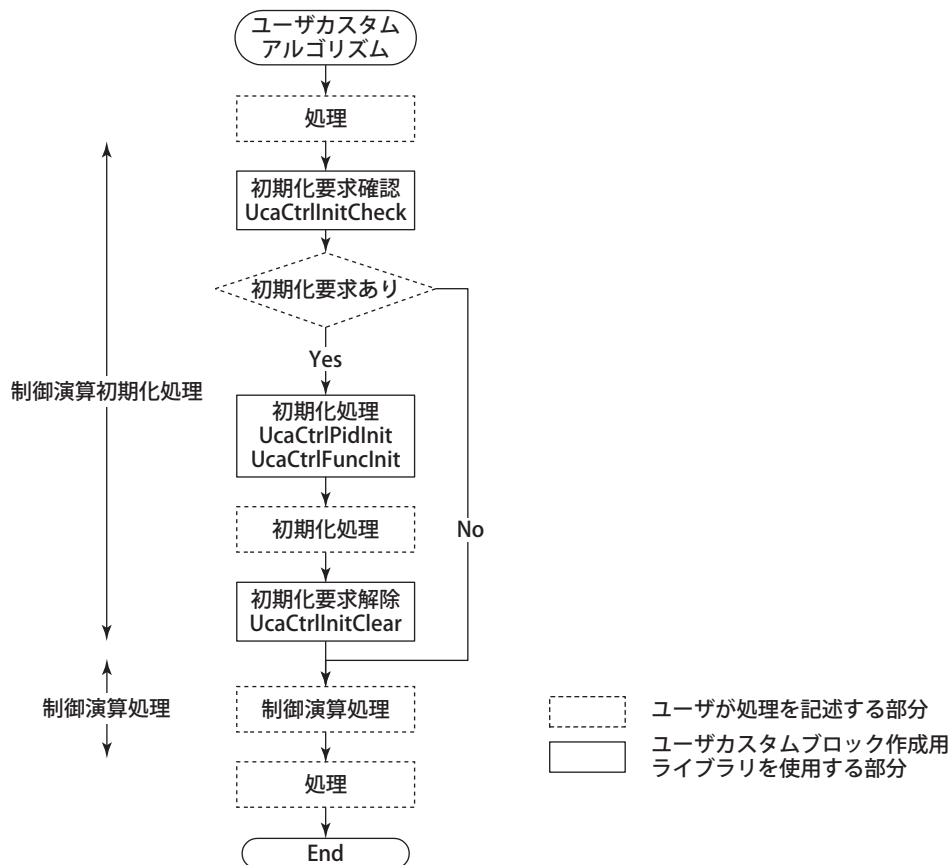 ユーザカスタム
アルゴリズム
処理
初期化要求確認
UcaCtrlInitCheck
初期化要求あり
Yes
制御演算初期化処理
初期化処理
UcaCtrlPidInit
UcaCtrlFuncInit
初期化処理
No
初期化要求解除
UcaCtrlInitClear
制御演算処理
制御演算処理
処理
End
ユーザが処理を記述する部分
ユーザカスタムブロック作成用
ライブラリを使用する部分